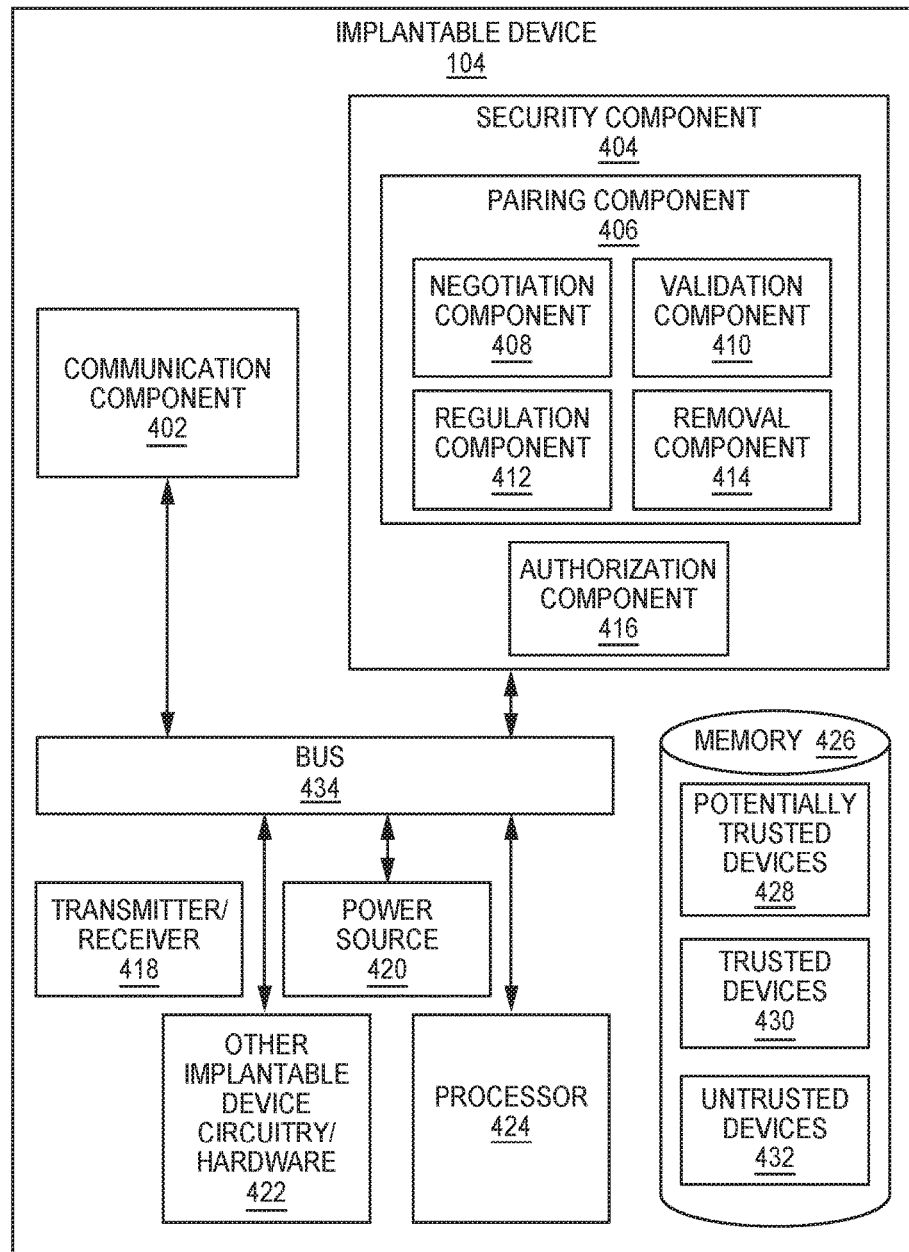 IMPLANTABLE DEVICE
104
SECURITY COMPONENT
404
PAIRING COMPONENT
406
NEGOTIATION
COMPONENT
408
VALIDATION
COMPONENT
410
REGULATION
COMPONENT
412
REMOVAL
COMPONENT
414
AUTHORIZATION
COMPONENT
416
COMMUNICATION
COMPONENT
402
BUS
434
TRANSMITTER/
RECEIVER
418
POWER
SOURCE
420
OTHER
IMPLANTABLE
DEVICE
CIRCUITRY/
HARDWARE
422
PROCESSOR
424
MEMORY 426
POTENTIALLY
TRUSTED
DEVICES
428
TRUSTED
DEVICES
430
UNTRUSTED
DEVICES
432